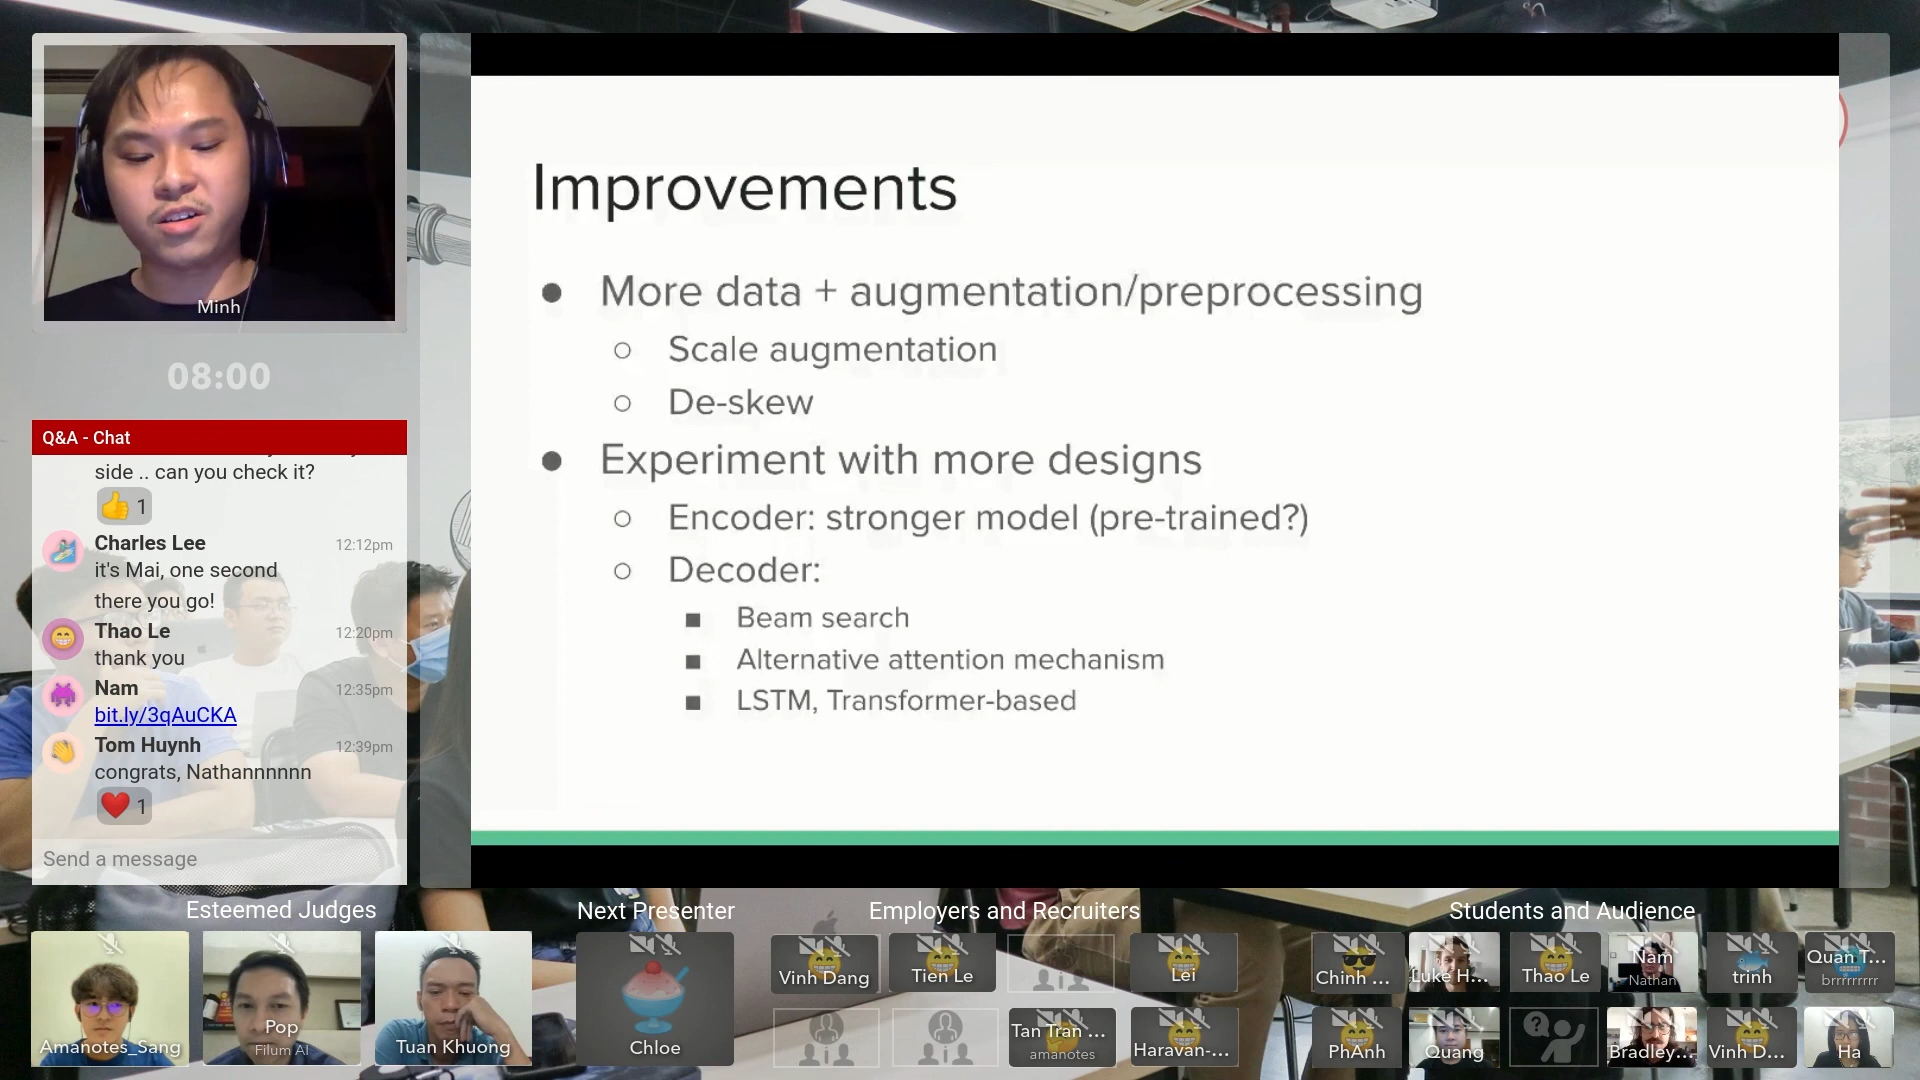 Minh
08:00
Q&A - Chat
side .. can you check it?
👍 1
Charles Lee 12:12pm
it's Mai, one second
there you go!
Thao Le 12:20pm
thank you
Nam 12:35pm
bit.ly/3qAuCKA
Tom Huynh 12:39pm
congrats, Nathannnnnn
❤️ 1
Send a message
Improvements
● More data + augmentation/preprocessing
○ Scale augmentation
○ De-skew
● Experiment with more designs
○ Encoder: stronger model (pre-trained?)
○ Decoder:
■ Beam search
■ Alternative attention mechanism
■ LSTM, Transformer-based
Esteemed Judges
Amanotes_Sang
Pop
Filum AI
Tuan Khuong
Next Presenter
Chloe
Employers and Recruiters
Vinh Dang
Tien Le
Lei
Tan Tran ...
amanotes
Haravan-...
Students and Audience
Chinh ...
Luke H...
Thao Le
Nam
Nathan
trinh
Quan T...
brrrrrrrrr
PhAnh
Quang
Bradley...
Vinh D...
Ha